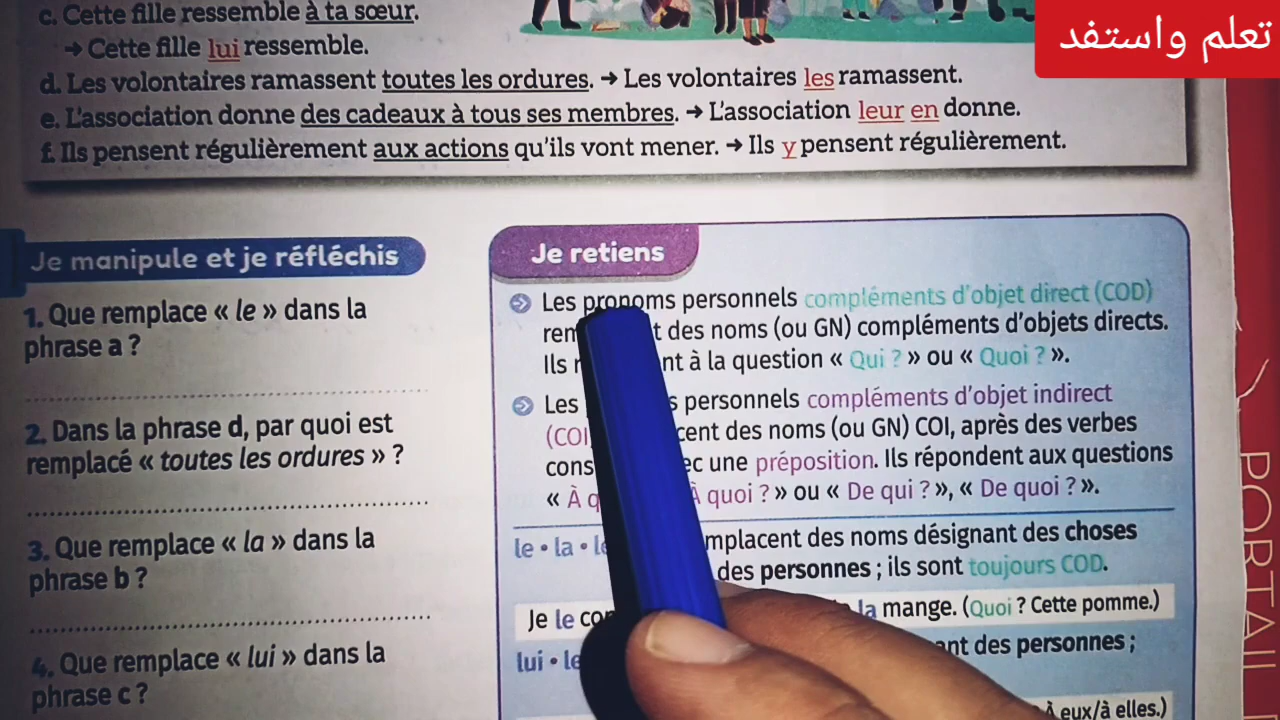 تعلم واستفد
c. Cette fille ressemble à ta sœur.
→ Cette fille lui ressemble.
d. Les volontaires ramassent toutes les ordures. → Les volontaires les ramassent.
e. L'association donne des cadeaux à tous ses membres. → L'association leur en donne.
f. Ils pensent régulièrement aux actions qu'ils vont mener. → Ils y pensent régulièrement.
Je manipule et je réfléchis
1. Que remplace « le » dans la
phrase a ?
2. Dans la phrase d, par quoi est
remplacé « toutes les ordures » ?
3. Que remplace « la » dans la
phrase b ?
4. Que remplace « lui » dans la
phrase c ?
Je retiens
Les pronoms personnels compléments d'objet direct (COD)
des noms (ou GN) compléments d'objets directs.
Ils à la question « Qui ? » ou « Quoi ? ».
Les personnels compléments d'objet indirect
(COI) des noms (ou GN) COI, après des verbes
une préposition. Ils répondent aux questions
« À quoi ? » ou « De qui ? », « De quoi ? ».
le • la • des noms désignant des choses
des personnes ; ils sont toujours COD.
Je le la mange. (Quoi ? Cette pomme.)
lui • des personnes ;
À eux/à elles.)
PORTAIL